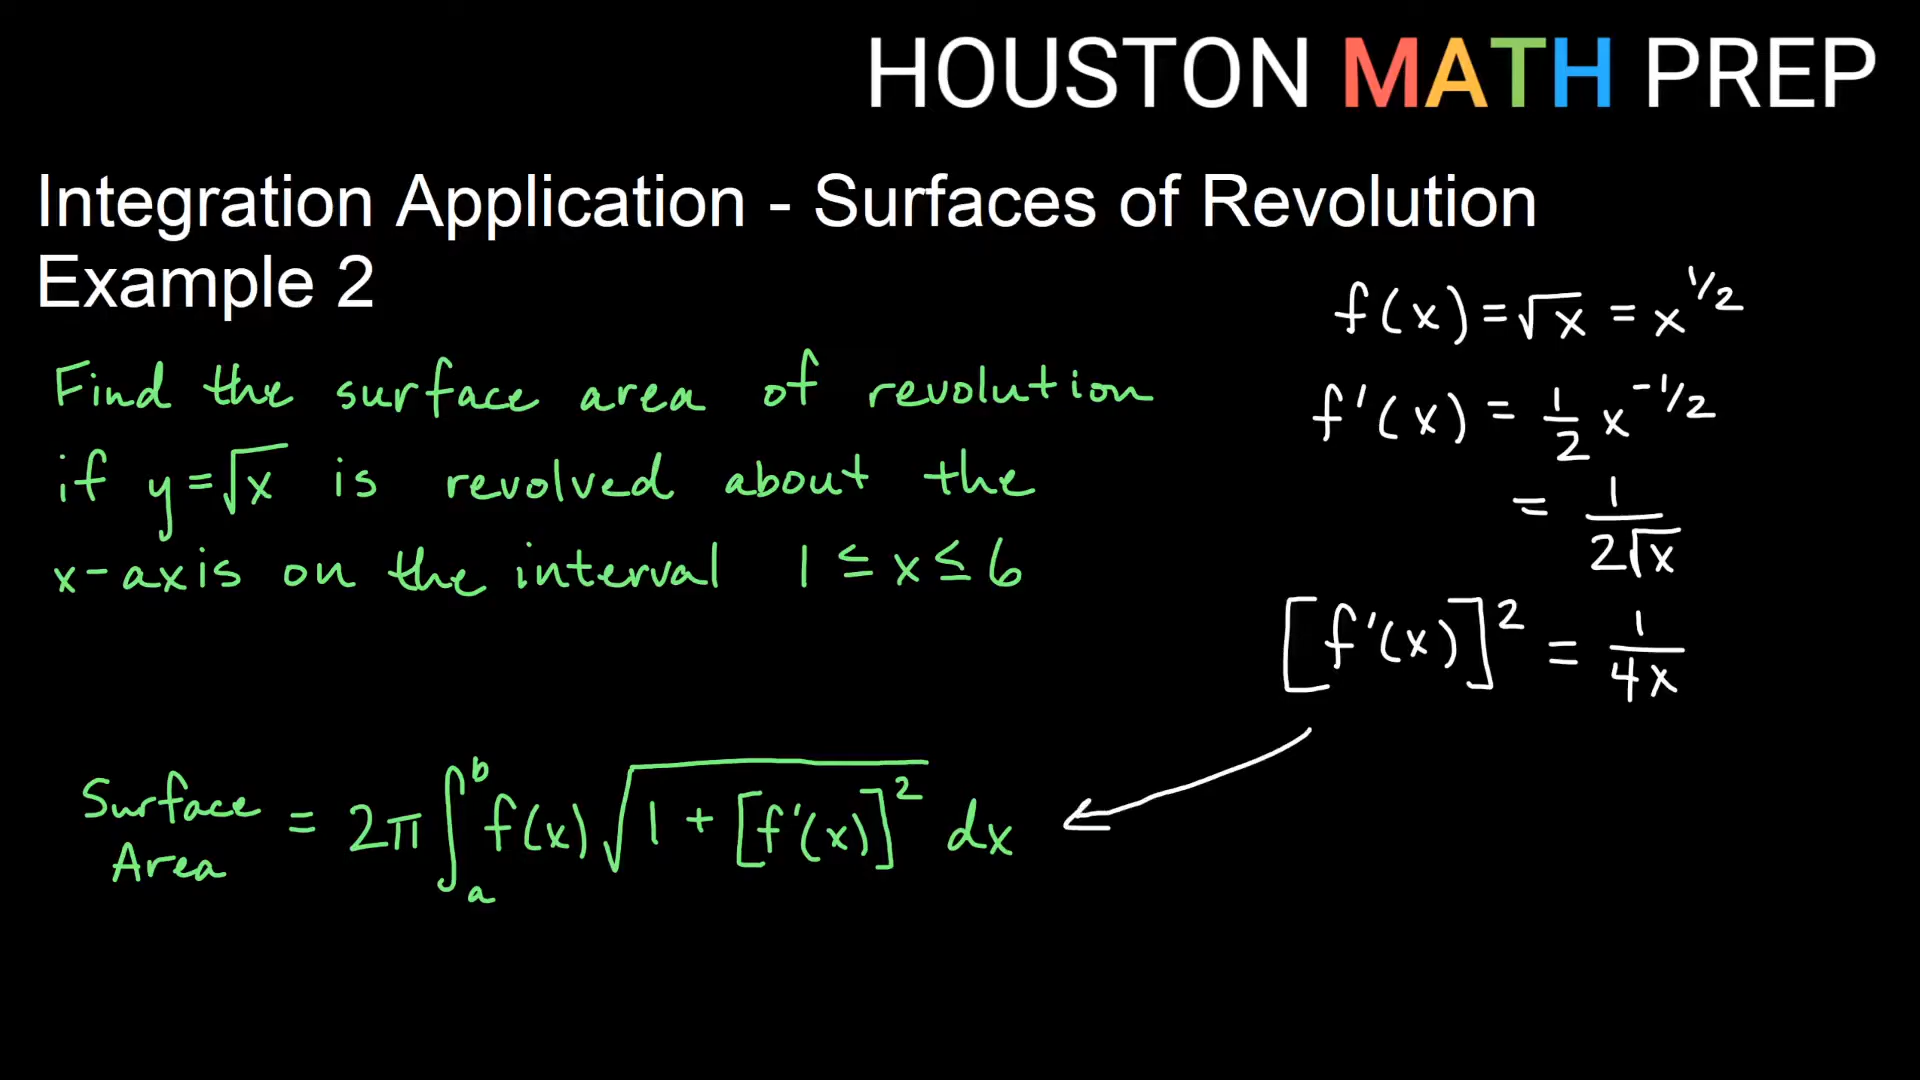 HOUSTON MATH PREP
Integration Application - Surfaces of Revolution
Example 2
Find the surface area of revolution
if y=√x is revolved about the
x-axis on the interval 1 ≤ x ≤ 6
f(x) = √x = x^1/2
f'(x) = 1/2 x^-1/2
= 1/(2√x)
[f'(x)]^2 = 1/(4x)
Surface Area = 2π ∫_a^b f(x) √(1 + [f'(x)]^2) dx